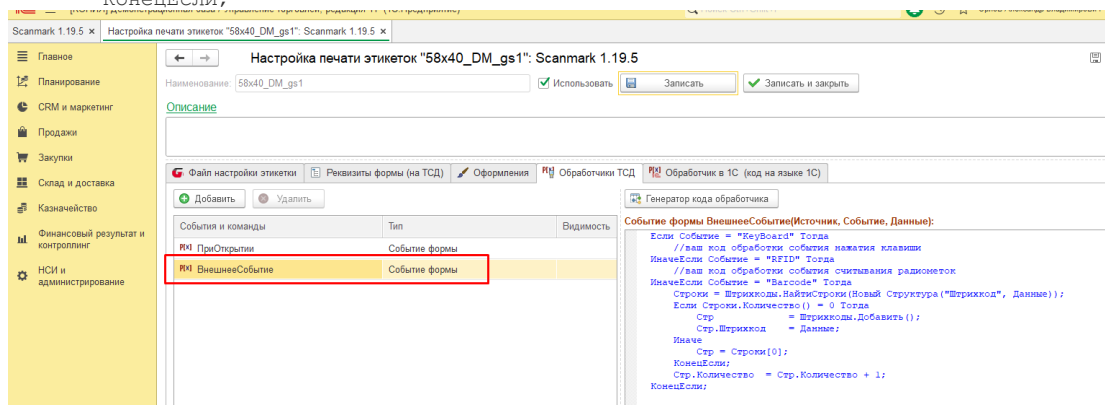 КонецЕсли;
Scanmark 1.19.5 × Настройка печати этикеток "58x40_DM_gs1": Scanmark 1.19.5 ×
Главное
Планирование
CRM и маркетинг
Продажи
Закупки
Склад и доставка
Казначейство
Финансовый результат и
контроллинг
НСИ и
администрирование
Настройка печати этикеток "58x40_DM_gs1": Scanmark 1.19.5
Наименование: 58x40_DM_gs1 Использовать Записать Записать и закрыть
Описание
Файл настройки этикетки Реквизиты формы (на ТСД) Оформления Обработчики ТСД Обработчик в 1С (код на языке 1С)
Добавить Удалить Генератор кода обработчика
События и команды Тип Видимость
ПриОткрытии Событие формы
ВнешнееСобытие Событие формы
Событие формы ВнешнееСобытие(Источник, Событие, Данные):
Если Событие = "KeyBoard" Тогда
//ваш код обработки события нажатия клавиши
ИначеЕсли Событие = "RFID" Тогда
//ваш код обработки события считывания радиометок
ИначеЕсли Событие = "Barcode" Тогда
Строки = Штрихкоды.НайтиСтроки(Новый Структура("Штрихкод", Данные));
Если Строки.Количество() = 0 Тогда
Стр = Штрихкоды.Добавить();
Стр.Штрихкод = Данные;
Иначе
Стр = Строки[0];
КонецЕсли;
Стр.Количество = Стр.Количество + 1;
КонецЕсли;